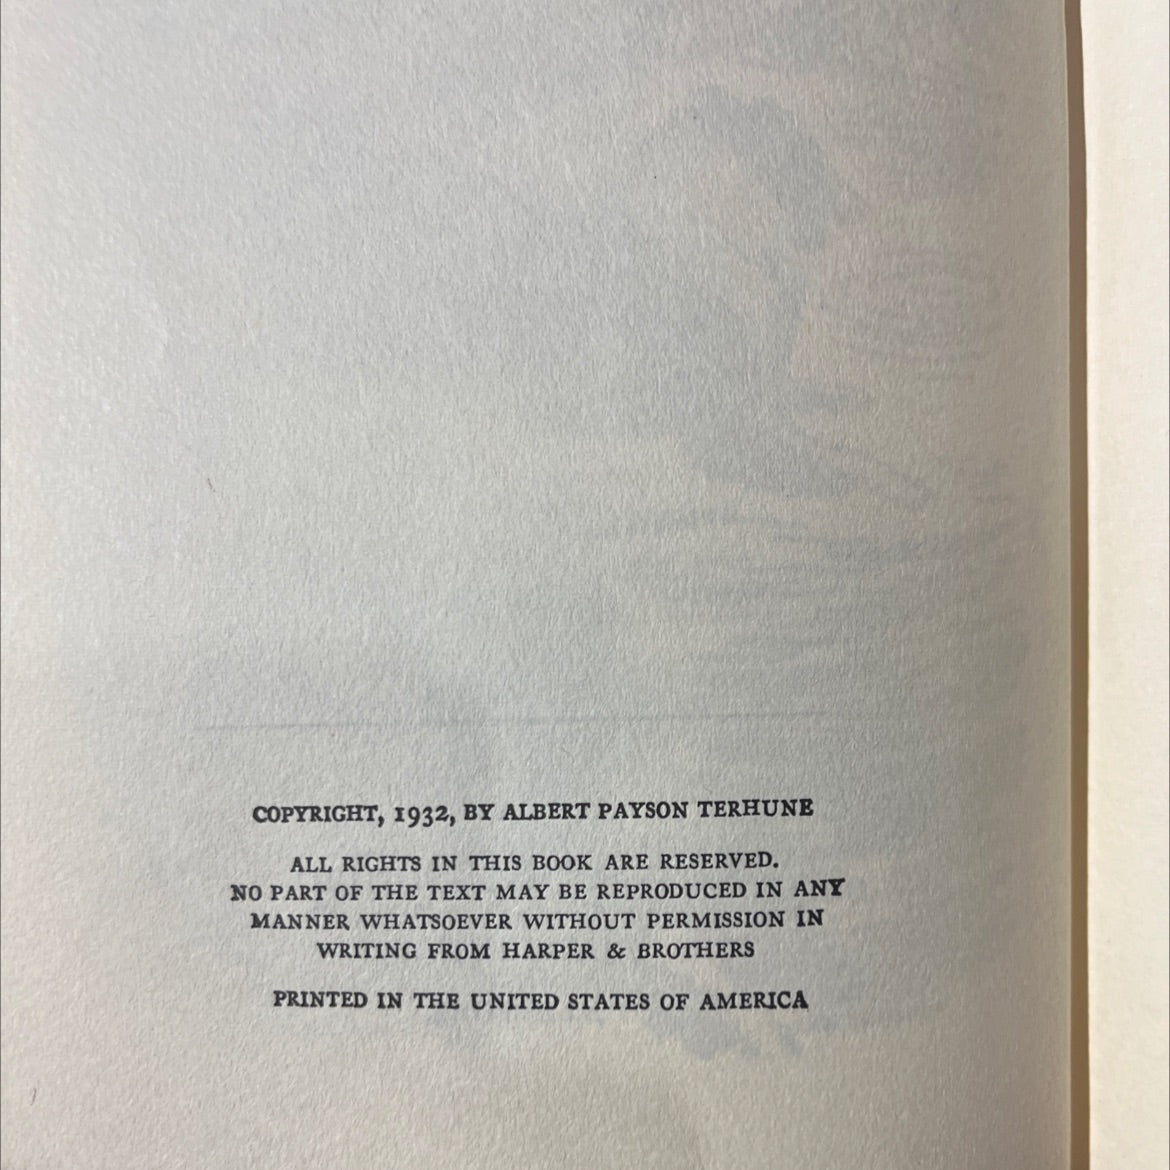 COPYRIGHT, 1932, BY ALBERT PAYSON TERHUNE
ALL RIGHTS IN THIS BOOK ARE RESERVED.
NO PART OF THE TEXT MAY BE REPRODUCED IN ANY
MANNER WHATSOEVER WITHOUT PERMISSION IN
WRITING FROM HARPER & BROTHERS
PRINTED IN THE UNITED STATES OF AMERICA